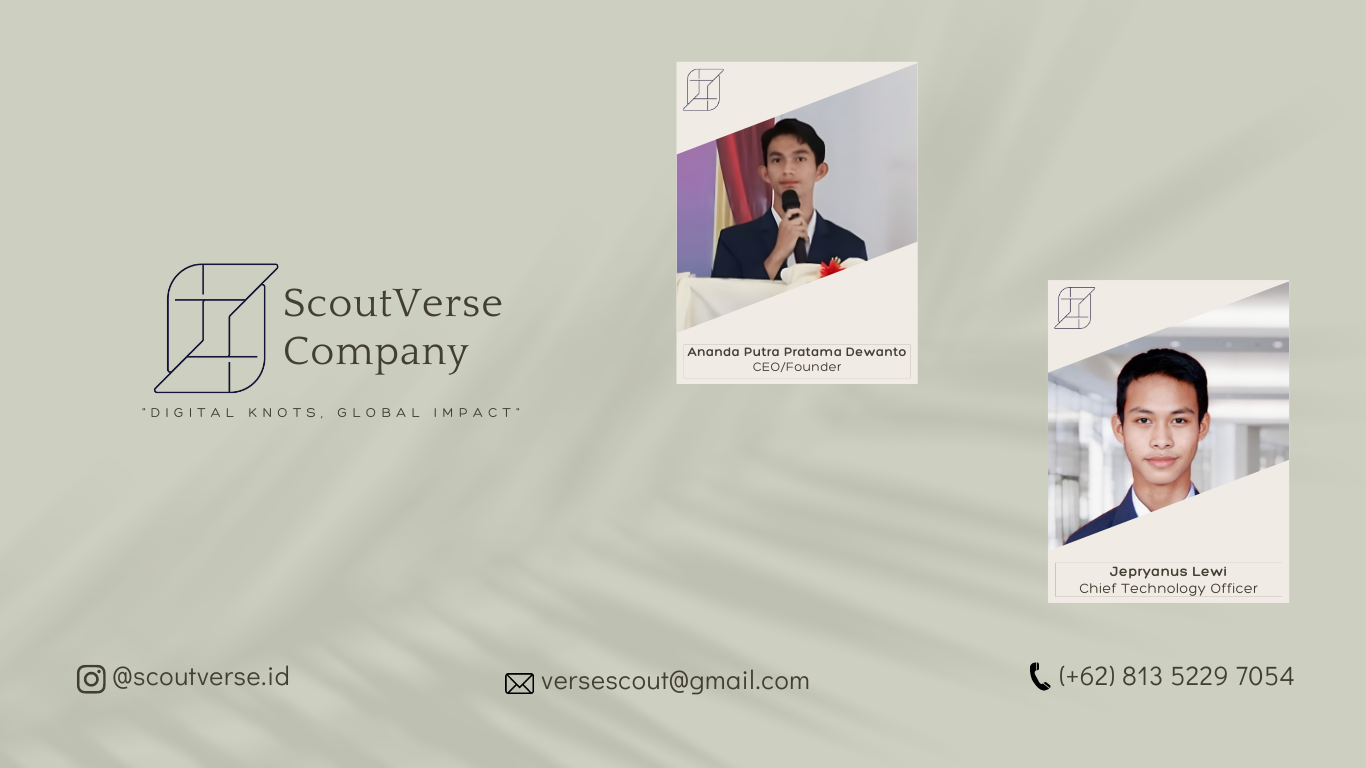 ScoutVerse
Company
"DIGITAL KNOTS, GLOBAL IMPACT"
Ananda Putra Pratama Dewanto
CEO/Founder
Jepryanus Lewi
Chief Technology Officer
@scoutverse.id
versescout@gmail.com
(+62) 813 5229 7054